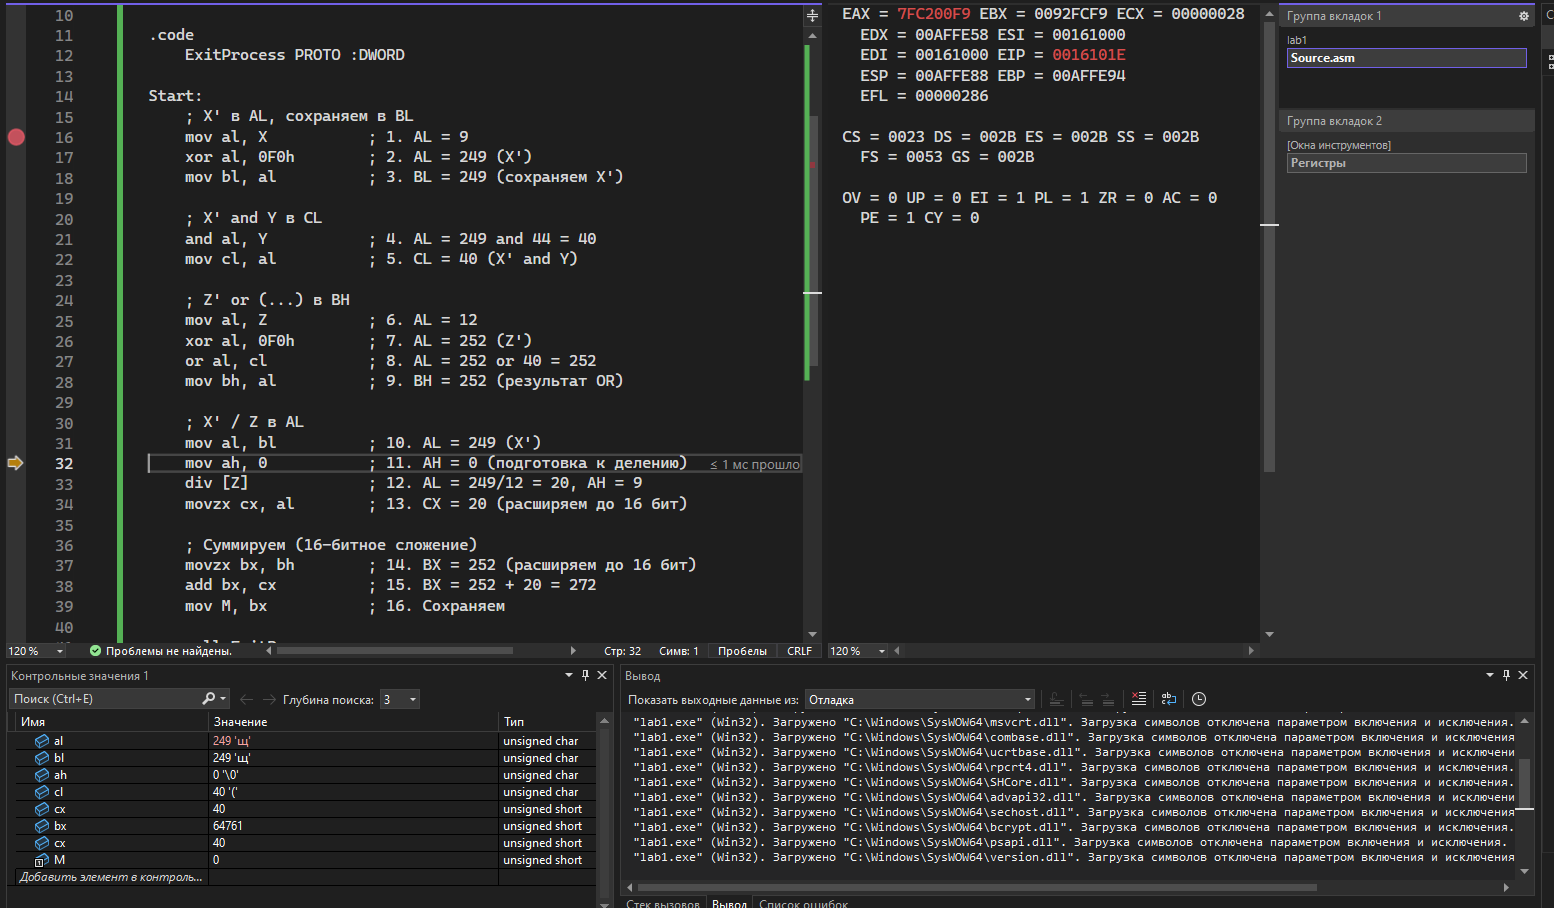 10
11 .code
12 ExitProcess PROTO :DWORD
13
14 Start:
15 ; X' в AL, сохраняем в BL
16 mov al, X ; 1. AL = 9
17 xor al, 0F0h ; 2. AL = 249 (X')
18 mov bl, al ; 3. BL = 249 (сохраняем X')
19
20 ; X' and Y в CL
21 and al, Y ; 4. AL = 249 and 44 = 40
22 mov cl, al ; 5. CL = 40 (X' and Y)
23
24 ; Z' or (...) в BH
25 mov al, Z ; 6. AL = 12
26 xor al, 0F0h ; 7. AL = 252 (Z')
27 or al, cl ; 8. AL = 252 or 40 = 252
28 mov bh, al ; 9. BH = 252 (результат OR)
29
30 ; X' / Z в AL
31 mov al, bl ; 10. AL = 249 (X')
32 mov ah, 0 ; 11. AH = 0 (подготовка к делению) ≤ 1 мс прошло
33 div [Z] ; 12. AL = 249/12 = 20, AH = 9
34 movzx cx, al ; 13. CX = 20 (расширяем до 16 бит)
35
36 ; Суммируем (16-битное сложение)
37 movzx bx, bh ; 14. BX = 252 (расширяем до 16 бит)
38 add bx, cx ; 15. BX = 252 + 20 = 272
39 mov M, bx ; 16. Сохраняем
40
120 % Проблемы не найдены. Стр: 32 Симв: 1 Пробелы CRLF
EAX = 7FC200F9 EBX = 0092FCF9 ECX = 00000028
EDX = 00AFFE58 ESI = 00161000
EDI = 00161000 EIP = 0016101E
ESP = 00AFFE88 EBP = 00AFFE94
EFL = 00000286
CS = 0023 DS = 002B ES = 002B SS = 002B
FS = 0053 GS = 002B
OV = 0 UP = 0 EI = 1 PL = 1 ZR = 0 AC = 0
PE = 1 CY = 0
120 %
Группа вкладок 1
lab1
Source.asm
Группа вкладок 2
[Окна инструментов]
Регистры
Контрольные значения 1
Поиск (Ctrl+E) Глубина поиска: 3
Имя Значение Тип
al 249 'щ' unsigned char
bl 249 'щ' unsigned char
ah 0 '\0' unsigned char
cl 40 '(' unsigned char
cx 40 unsigned short
bx 64761 unsigned short
cx 40 unsigned short
M 0 unsigned short
Добавить элемент в контроль...
Вывод
Показать выходные данные из: Отладка
"lab1.exe" (Win32). Загружено "C:\Windows\SysWOW64\msvcrt.dll". Загрузка символов отключена параметром включения и исключения.
"lab1.exe" (Win32). Загружено "C:\Windows\SysWOW64\combase.dll". Загрузка символов отключена параметром включения и исключения
"lab1.exe" (Win32). Загружено "C:\Windows\SysWOW64\ucrtbase.dll". Загрузка символов отключена параметром включения и исключени
"lab1.exe" (Win32). Загружено "C:\Windows\SysWOW64\rpcrt4.dll". Загрузка символов отключена параметром включения и исключения.
"lab1.exe" (Win32). Загружено "C:\Windows\SysWOW64\SHCore.dll". Загрузка символов отключена параметром включения и исключения.
"lab1.exe" (Win32). Загружено "C:\Windows\SysWOW64\advapi32.dll". Загрузка символов отключена параметром включения и исключени
"lab1.exe" (Win32). Загружено "C:\Windows\SysWOW64\sechost.dll". Загрузка символов отключена параметром включения и исключения
"lab1.exe" (Win32). Загружено "C:\Windows\SysWOW64\bcrypt.dll". Загрузка символов отключена параметром включения и исключения.
"lab1.exe" (Win32). Загружено "C:\Windows\SysWOW64\psapi.dll". Загрузка символов отключена параметром включения и исключения.
"lab1.exe" (Win32). Загружено "C:\Windows\SysWOW64\version.dll". Загрузка символов отключена параметром включения и исключения
Стек вызовов Вывод Список ошибок